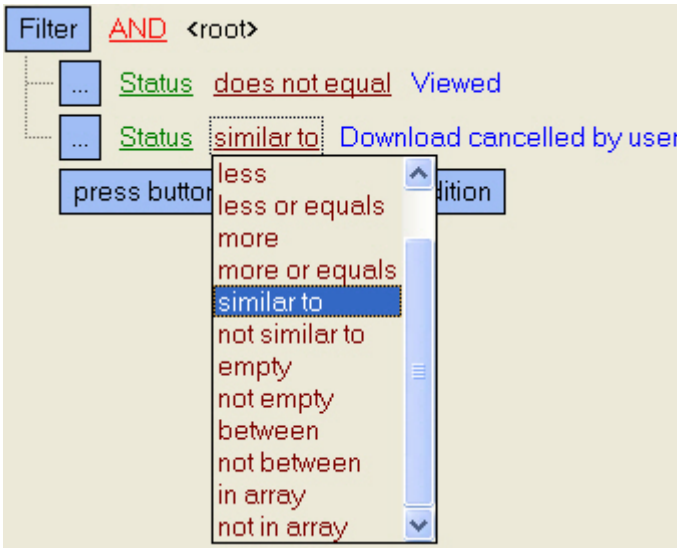 Filter AND <root>
... Status does not equal Viewed
... Status similar to Download cancelled by user
press button dition
less
less or equals
more
more or equals
similar to
not similar to
empty
not empty
between
not between
in array
not in array